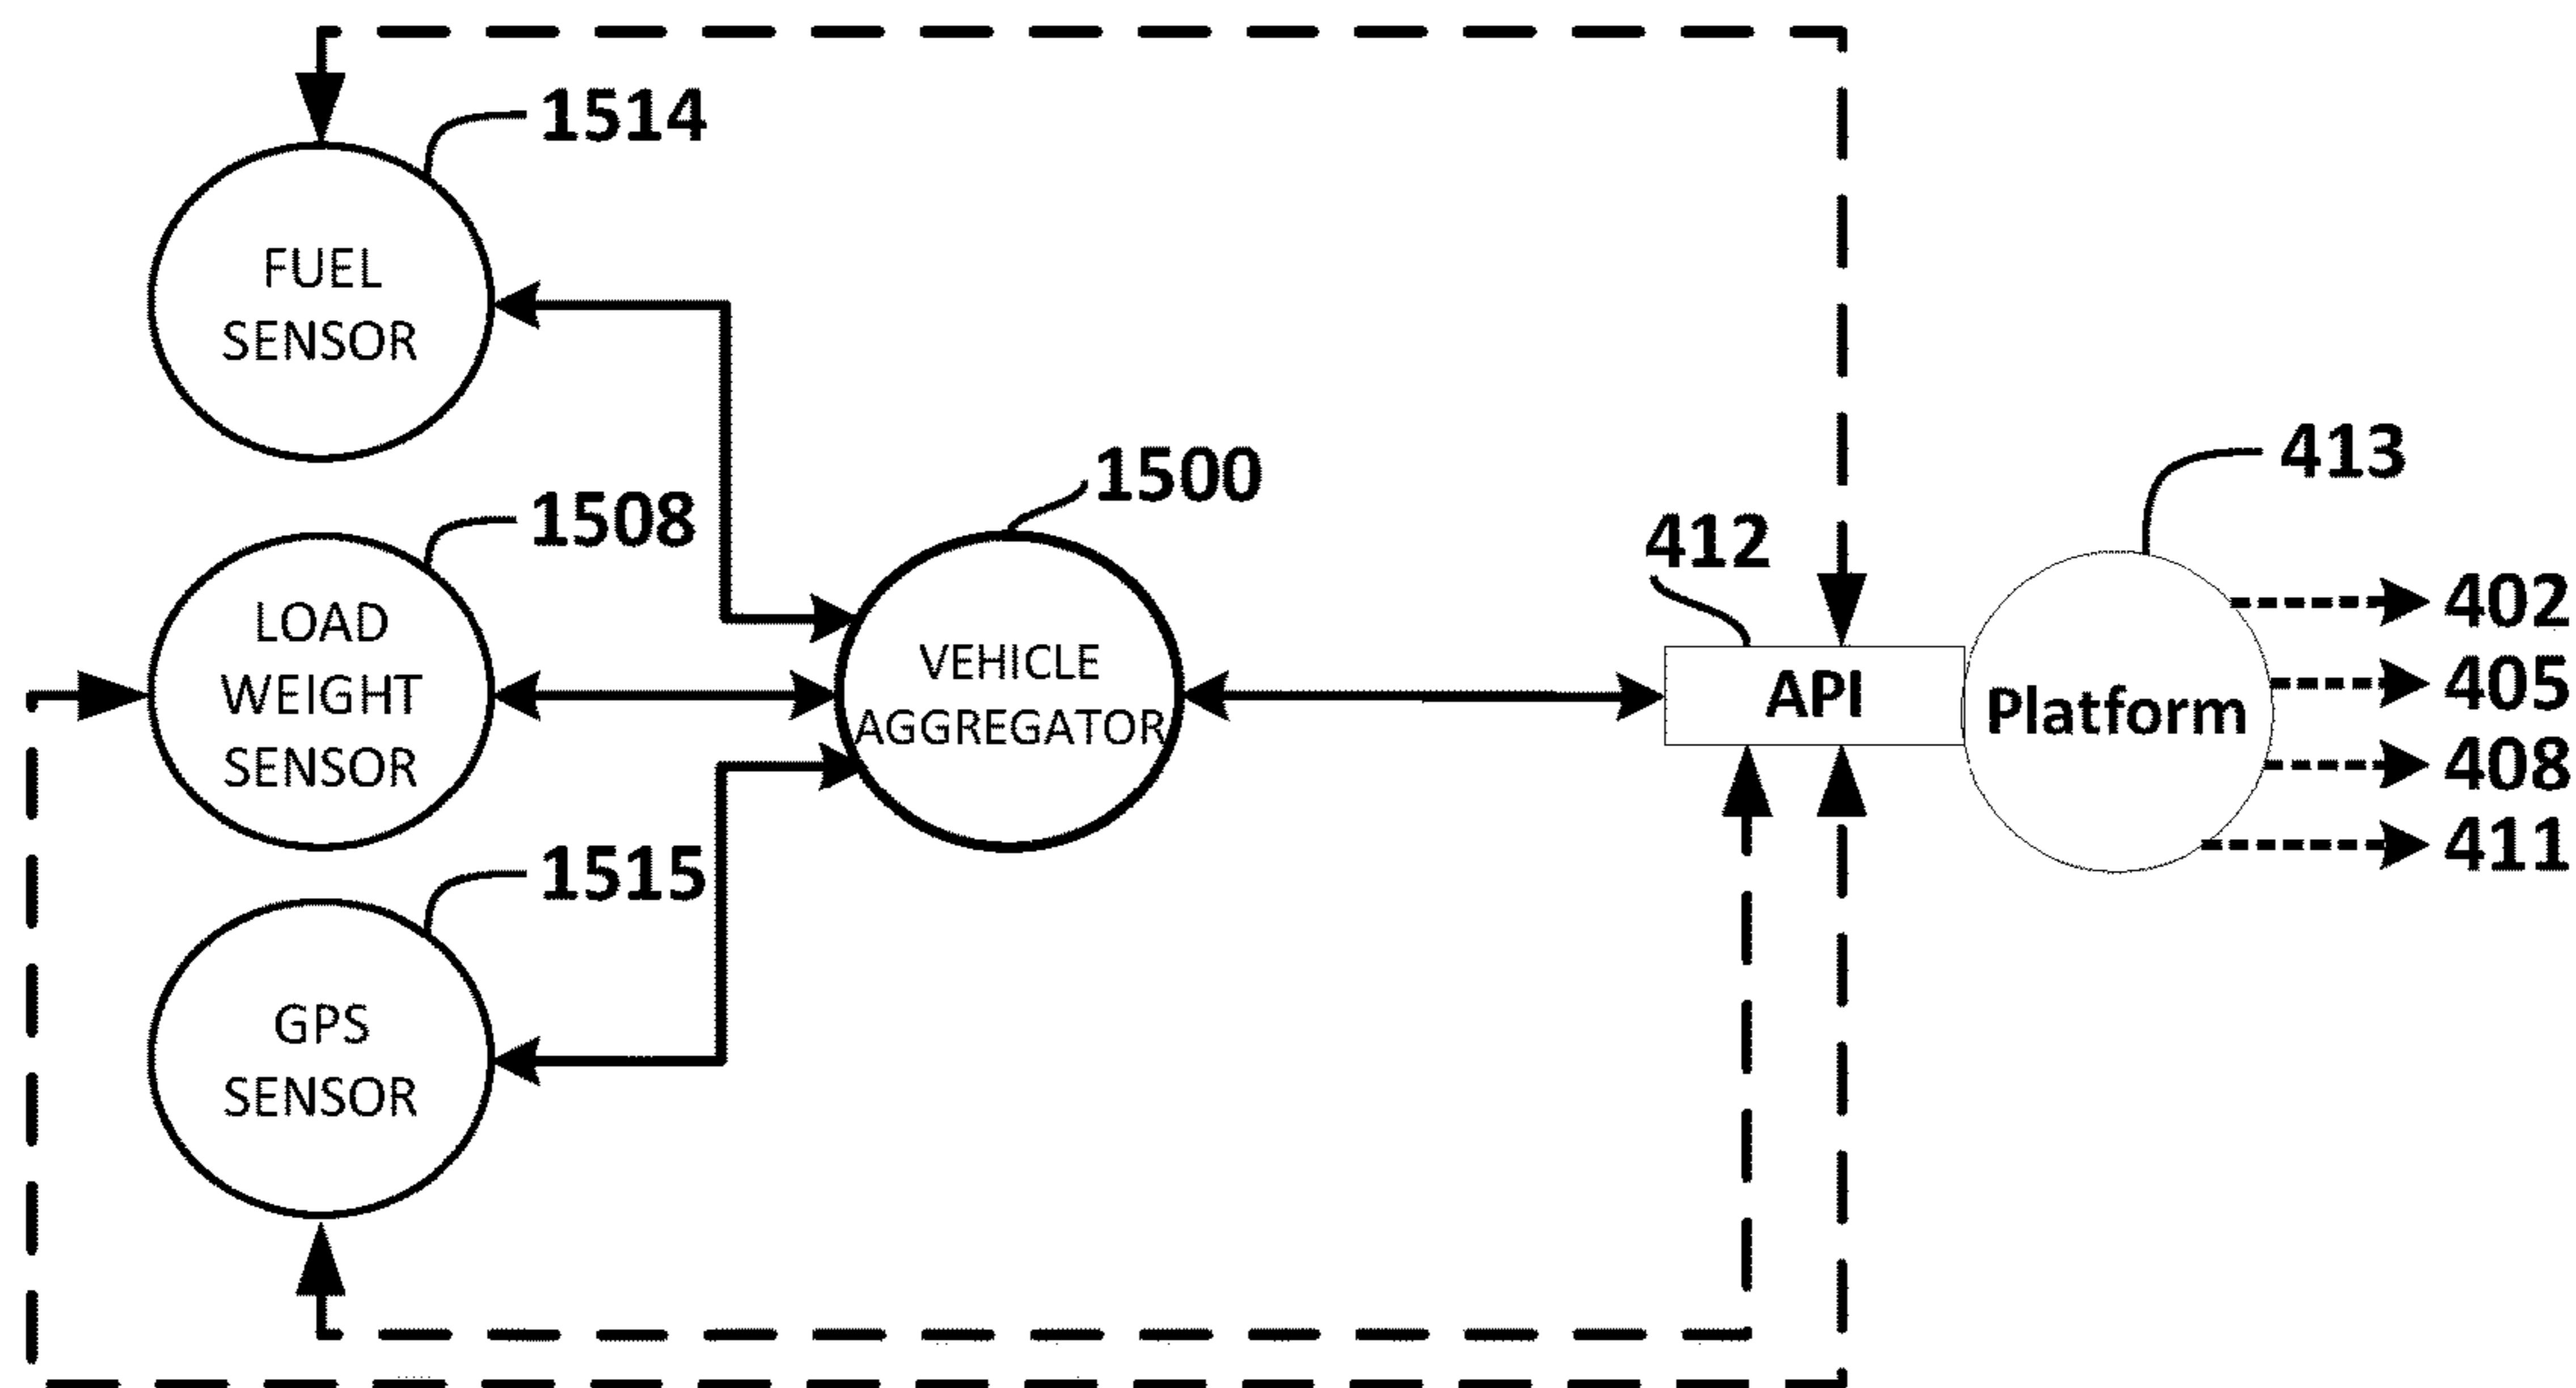 1514
FUEL
SENSOR
1500
413
1508
412
LOAD
WEIGHT
SENSOR
VEHICLE
AGGREGATOR
API
Platform
402
405
408
411
1515
GPS
SENSOR